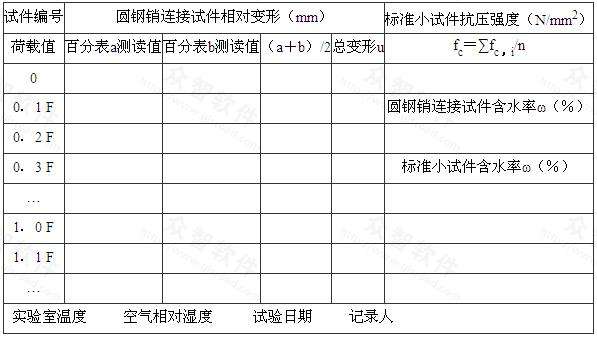 试件编号 圆钢销连接试件相对变形（mm） 标准小试件抗压强度（N/mm²）
荷载值 百分表a测读值 百分表b测读值 （a＋b）/2 总变形u fc＝∑fc，i/n
0
0．1F 圆钢销连接试件含水率ω（％）
0．2F
0．3F 标准小试件含水率ω（％）
…
1．0F
1．1F
…
实验室温度 空气相对湿度 试验日期 记录人